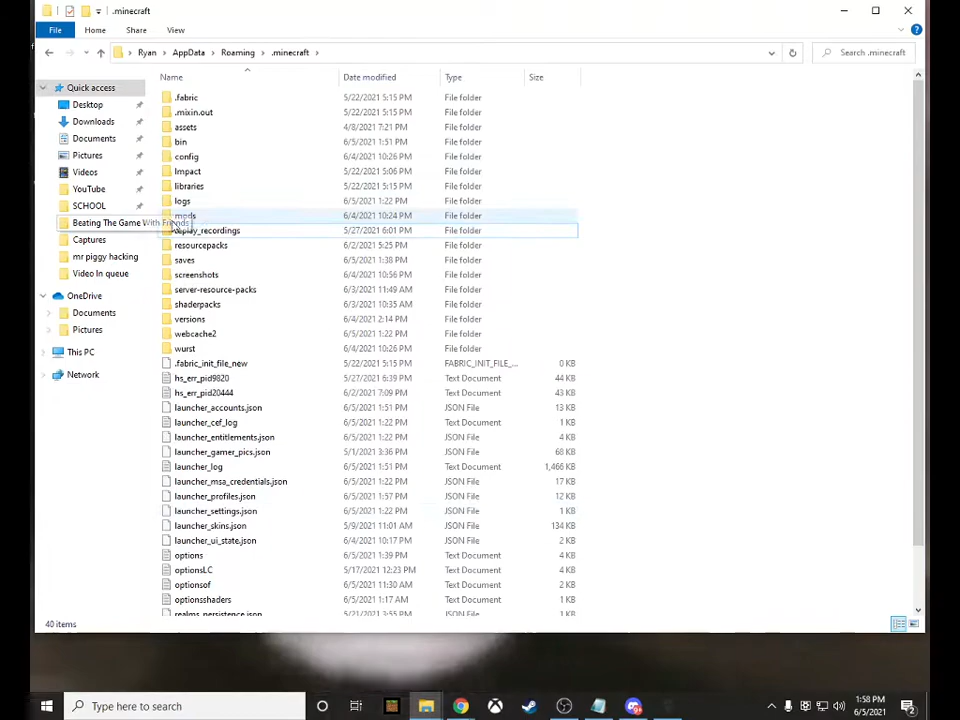 .minecraft
File Home Share View
Ryan AppData Roaming .minecraft Search .minecraft
Name Date modified Type Size
Quick access
Desktop
Downloads
Documents
Pictures
Videos
YouTube
SCHOOL
Beating The Game With Friends
Captures
mr piggy hacking
Video In queue
OneDrive
Documents
Pictures
This PC
Network
.fabric 5/22/2021 5:15 PM File folder
.mixin.out 5/22/2021 5:15 PM File folder
assets 4/8/2021 7:21 PM File folder
bin 6/5/2021 1:51 PM File folder
config 6/4/2021 10:26 PM File folder
Impact 5/22/2021 5:06 PM File folder
libraries 5/22/2021 5:15 PM File folder
logs 6/5/2021 1:22 PM File folder
mods 6/4/2021 10:24 PM File folder
replay_recordings 5/27/2021 6:01 PM File folder
resourcepacks 6/2/2021 5:25 PM File folder
saves 6/5/2021 1:38 PM File folder
screenshots 6/4/2021 10:56 PM File folder
server-resource-packs 6/3/2021 11:49 AM File folder
shaderpacks 6/3/2021 10:35 AM File folder
versions 6/4/2021 2:14 PM File folder
webcache2 6/5/2021 1:22 PM File folder
wurst 6/4/2021 10:26 PM File folder
.fabric_init_file_new 5/22/2021 5:15 PM FABRIC_INIT_FILE_... 0 KB
hs_err_pid9820 5/27/2021 6:39 PM Text Document 44 KB
hs_err_pid20444 6/2/2021 7:09 PM Text Document 43 KB
launcher_accounts.json 6/5/2021 1:51 PM JSON File 13 KB
launcher_cef_log 6/5/2021 1:22 PM Text Document 1 KB
launcher_entitlements.json 6/5/2021 1:22 PM JSON File 4 KB
launcher_gamer_pics.json 5/1/2021 3:36 PM JSON File 68 KB
launcher_log 6/5/2021 1:51 PM Text Document 1,466 KB
launcher_msa_credentials.json 6/5/2021 1:22 PM JSON File 17 KB
launcher_profiles.json 6/5/2021 1:57 PM JSON File 12 KB
launcher_settings.json 6/5/2021 1:22 PM JSON File 1 KB
launcher_skins.json 5/9/2021 11:01 AM JSON File 134 KB
launcher_ui_state.json 6/4/2021 10:17 PM JSON File 2 KB
options 6/5/2021 1:39 PM Text Document 4 KB
optionsLC 5/17/2021 12:23 PM Text Document 4 KB
optionsof 6/5/2021 11:30 AM Text Document 2 KB
optionsshaders 6/5/2021 1:17 AM Text Document 1 KB
realms_persistence.json 5/21/2021 3:55 PM JSON File 1 KB
40 items
Type here to search
1:58 PM
6/5/2021
2